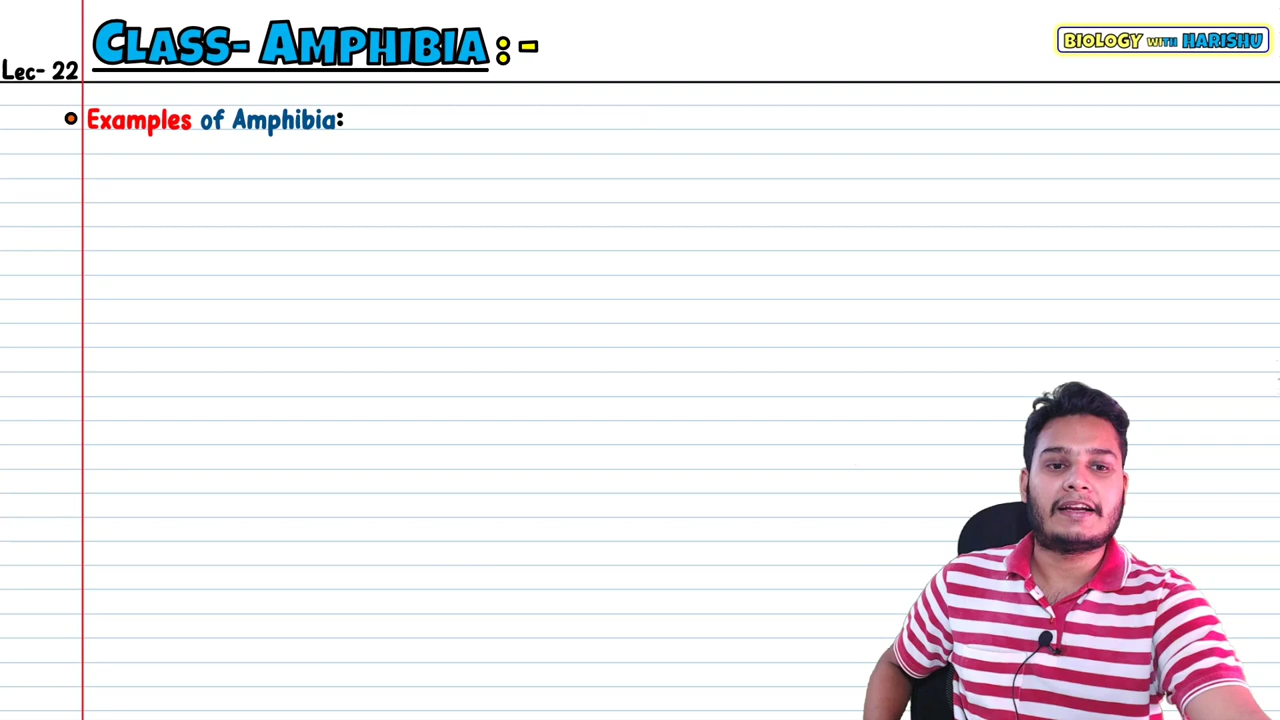 CLASS- AMPHIBIA :-
BIOLOGY WITH HARISHU
Lec- 22
Examples of Amphibia: